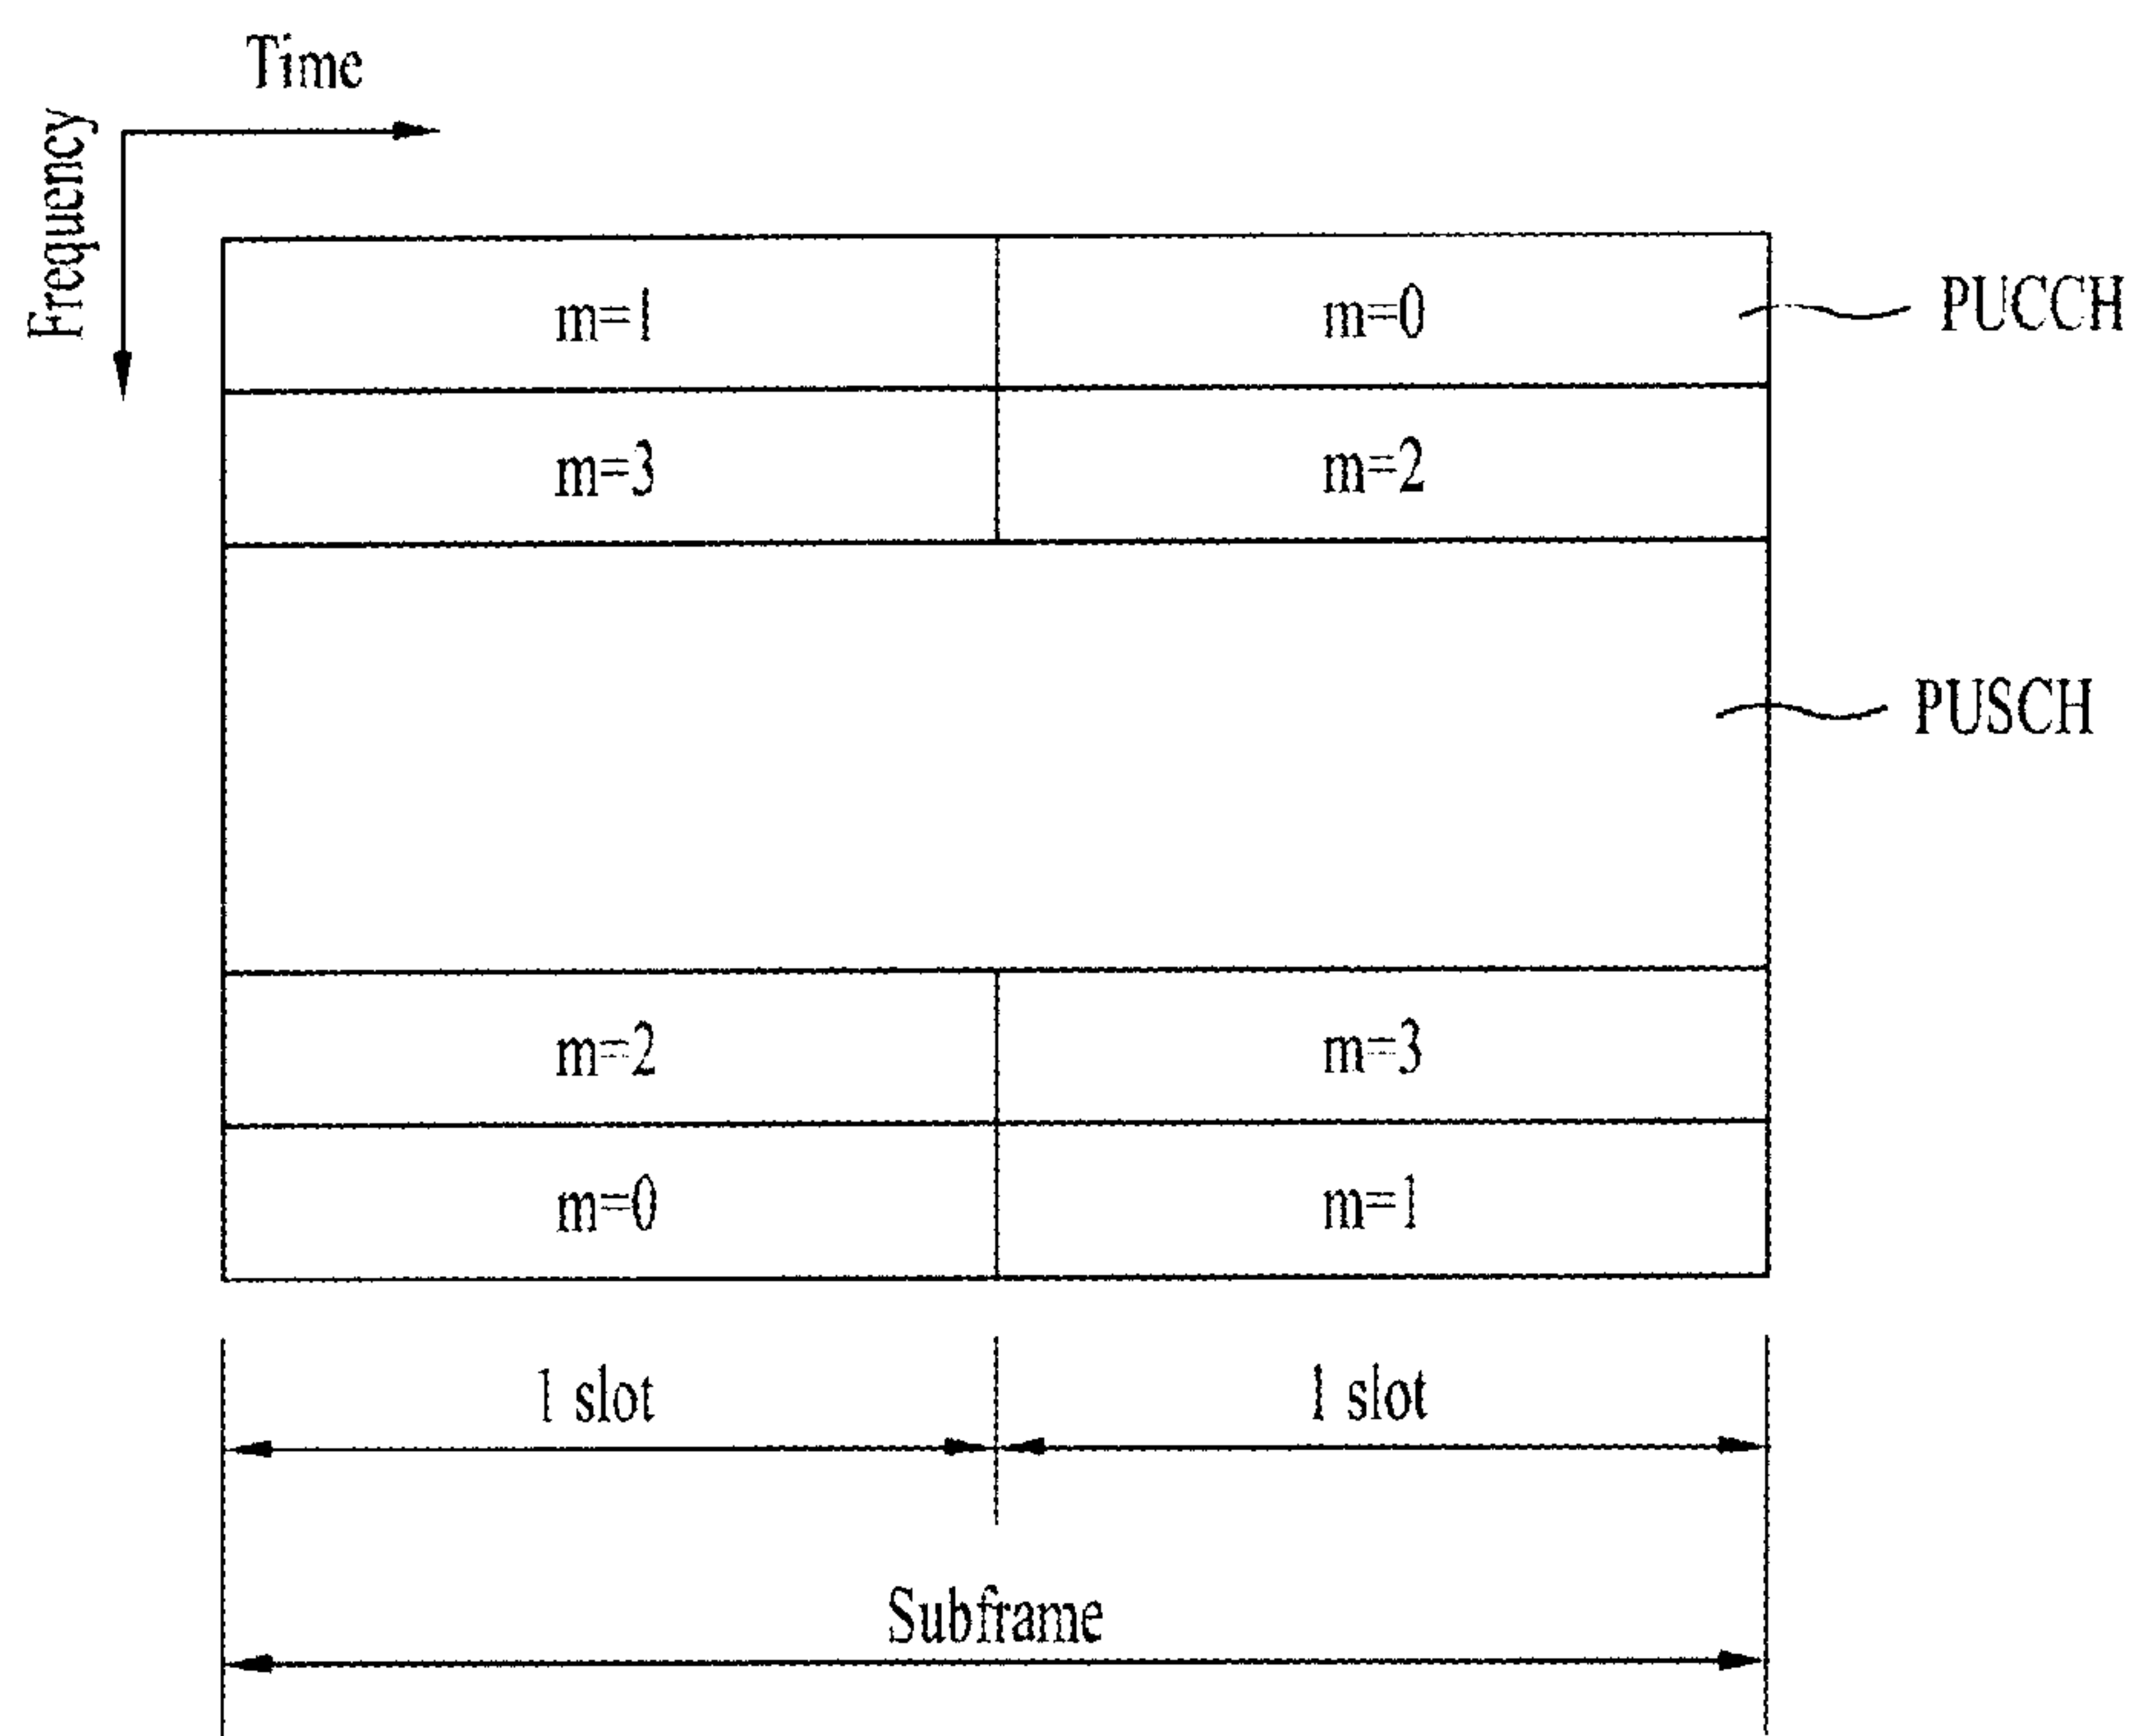 Time
Frequency
m=1
m=0
PUCCH
m=3
m=2
PUSCH
m=2
m=3
m=0
m=1
1 slot
1 slot
Subframe